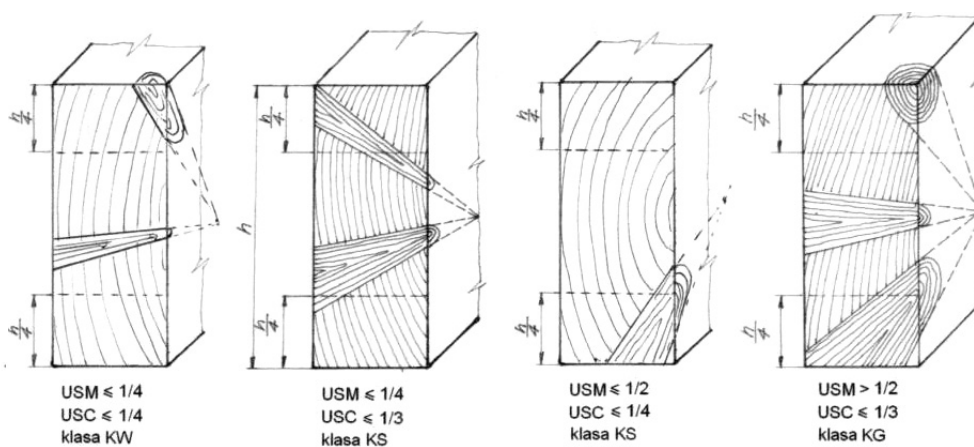 h/4
h/4
USM ≤ 1/4
USC ≤ 1/4
klasa KW
h
h/4
h/4
USM ≤ 1/4
USC ≤ 1/3
klasa KS
h/4
h/4
USM ≤ 1/2
USC ≤ 1/4
klasa KS
h/4
h/4
USM > 1/2
USC ≤ 1/3
klasa KG